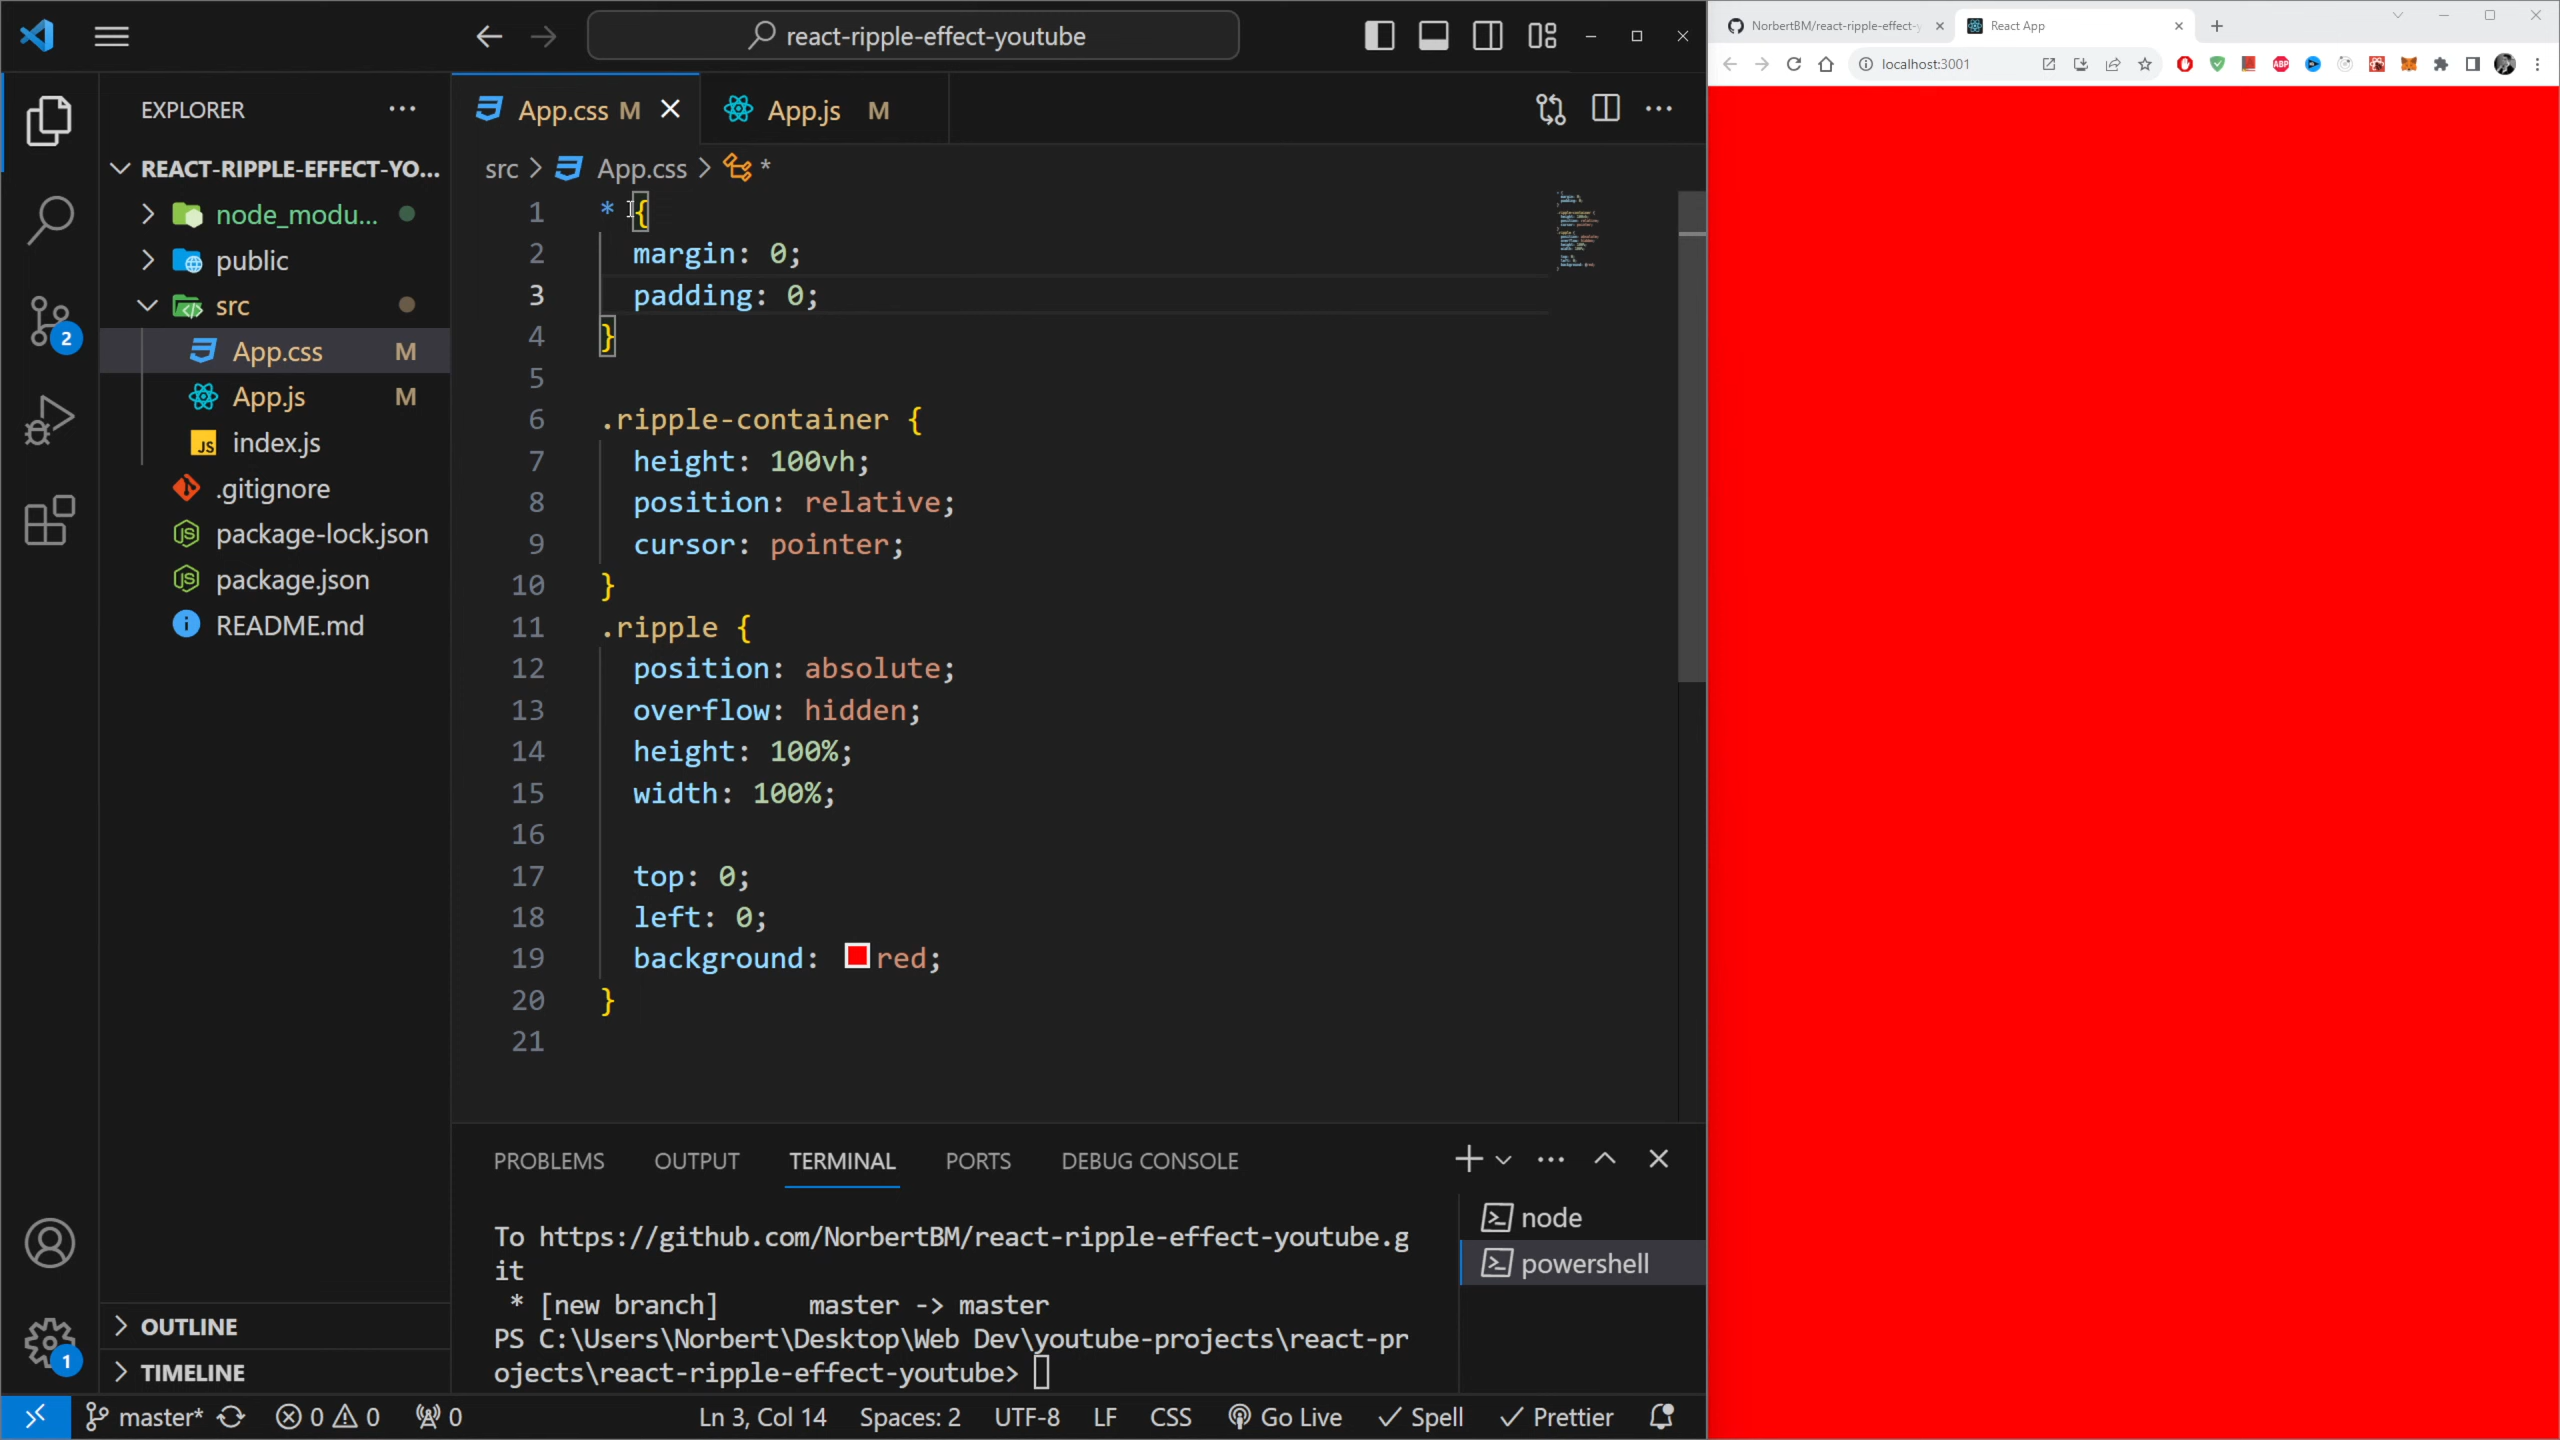 react-ripple-effect-youtube
NorbertBM/react-ripple-effect-y
React App
localhost:3001
ABP
EXPLORER
App.css M
App.js M
REACT-RIPPLE-EFFECT-YO...
src > App.css > *
node_modu...
public
src
App.css M
App.js M
JS index.js
.gitignore
package-lock.json
package.json
README.md
2
1 * {
2 margin: 0;
3 padding: 0;
4 }
5
6 .ripple-container {
7 height: 100vh;
8 position: relative;
9 cursor: pointer;
10 }
11 .ripple {
12 position: absolute;
13 overflow: hidden;
14 height: 100%;
15 width: 100%;
16
17 top: 0;
18 left: 0;
19 background: red;
20 }
21
PROBLEMS OUTPUT TERMINAL PORTS DEBUG CONSOLE
To https://github.com/NorbertBM/react-ripple-effect-youtube.g
it
* [new branch] master -> master
PS C:\Users\Norbert\Desktop\Web Dev\youtube-projects\react-pr
ojects\react-ripple-effect-youtube>
node
powershell
OUTLINE
TIMELINE
1
master* 0 0 0 Ln 3, Col 14 Spaces: 2 UTF-8 LF CSS Go Live Spell Prettier